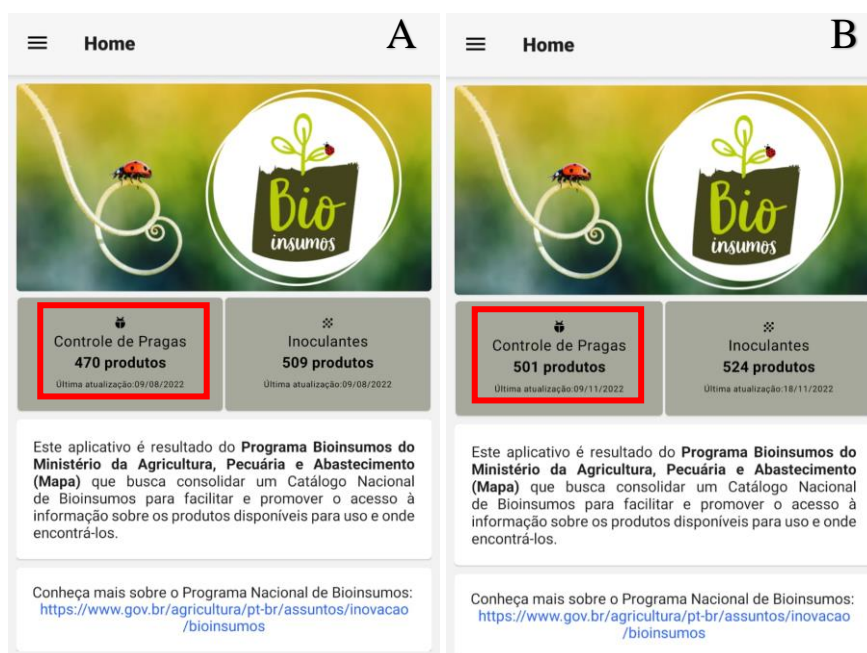 Home
A
Bio
insumos
Controle de Pragas
470 produtos
Última atualização:09/08/2022
Inoculantes
509 produtos
Última atualização:09/08/2022
Este aplicativo é resultado do Programa Bioinsumos do
Ministério da Agricultura, Pecuária e Abastecimento
(Mapa) que busca consolidar um Catálogo Nacional
de Bioinsumos para facilitar e promover o acesso à
informação sobre os produtos disponíveis para uso e onde
encontrá-los.
Conheça mais sobre o Programa Nacional de Bioinsumos:
https://www.gov.br/agricultura/pt-br/assuntos/inovacao
/bioinsumos
Home
B
Bio
insumos
Controle de Pragas
501 produtos
Última atualização:09/11/2022
Inoculantes
524 produtos
Última atualização:18/11/2022
Este aplicativo é resultado do Programa Bioinsumos do
Ministério da Agricultura, Pecuária e Abastecimento
(Mapa) que busca consolidar um Catálogo Nacional
de Bioinsumos para facilitar e promover o acesso à
informação sobre os produtos disponíveis para uso e onde
encontrá-los.
Conheça mais sobre o Programa Nacional de Bioinsumos:
https://www.gov.br/agricultura/pt-br/assuntos/inovacao
/bioinsumos